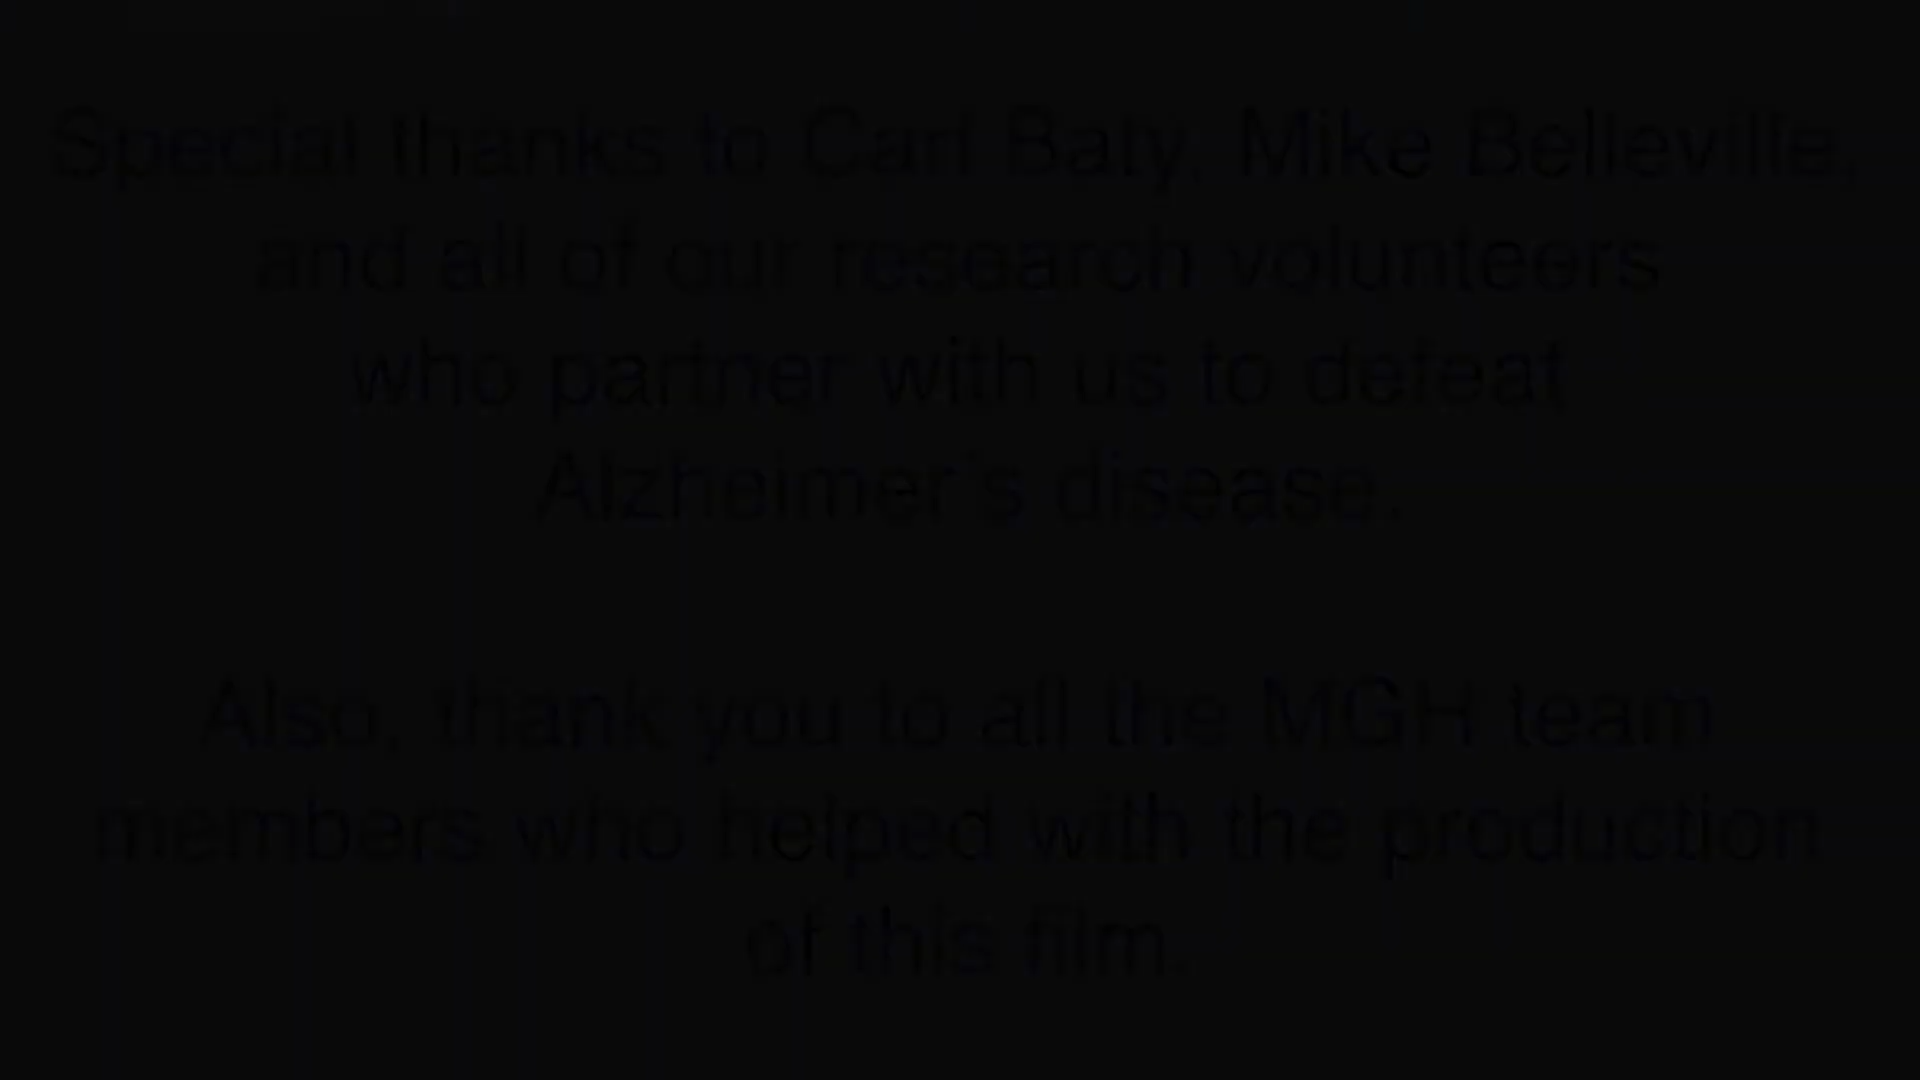 Special thanks to Carl Baty, Mike Belleville,
and all of our research volunteers
who partner with us to defeat
Alzheimer's disease.
Also, thank you to all the MGH team
members who helped with the production
of this film.